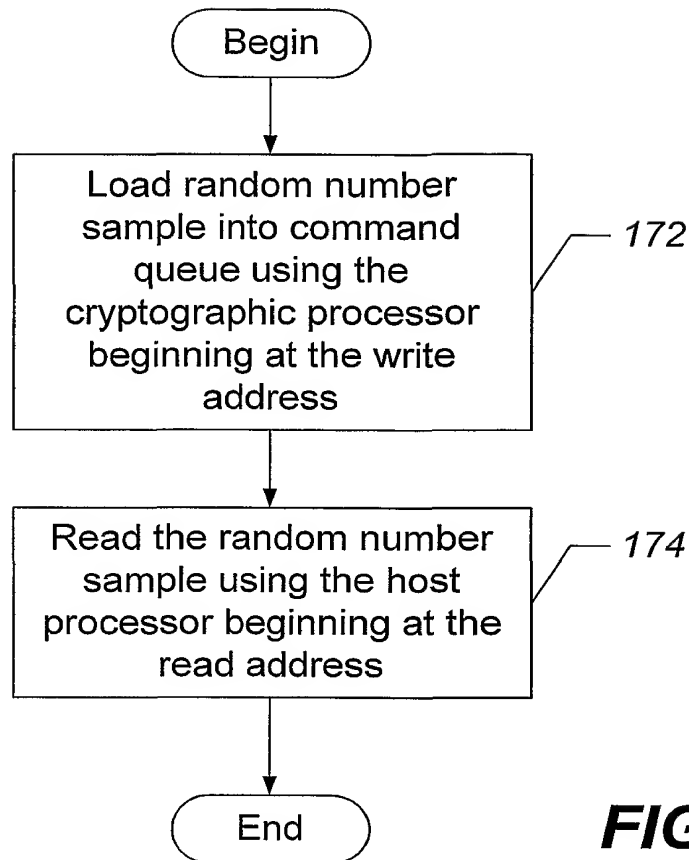 Begin
Load random number
sample into command
queue using the
cryptographic processor
beginning at the write
address
172
Read the random number
sample using the host
processor beginning at the
read address
174
End
FIG